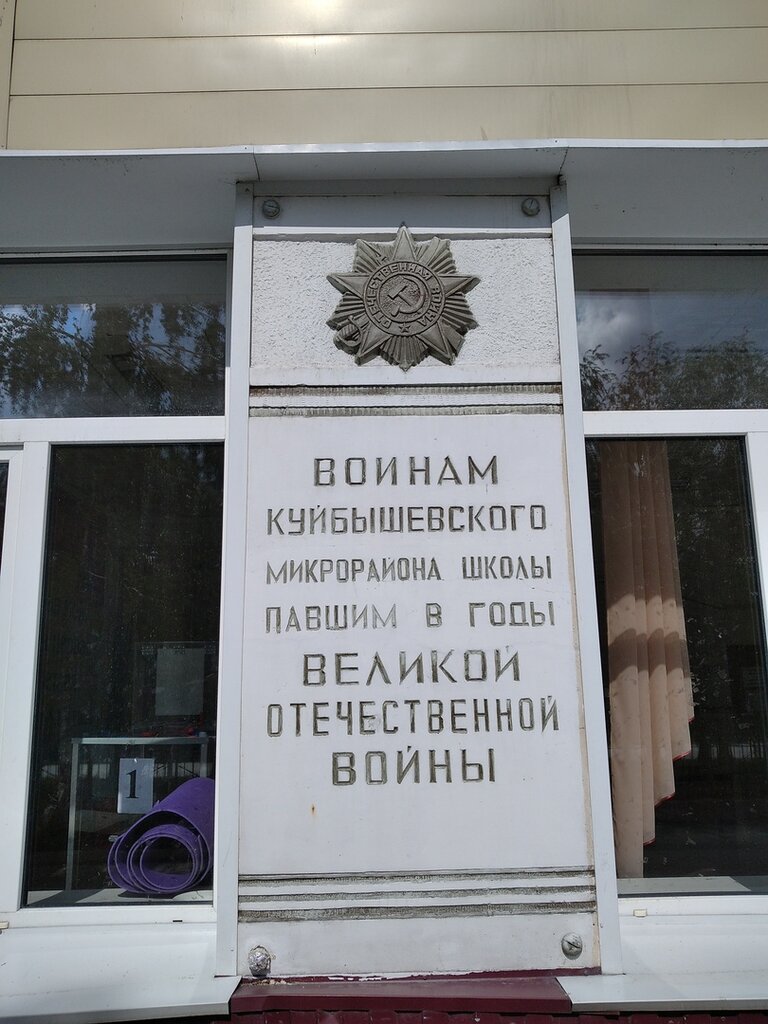 ОТЕЧЕСТВЕННАЯ ВОЙНА
ВОИНАМ
КУЙБЫШЕВСКОГО
МИКРОРАЙОНА ШКОЛЫ
ПАВШИМ В ГОДЫ
ВЕЛИКОЙ
ОТЕЧЕСТВЕННОЙ
ВОЙНЫ
1